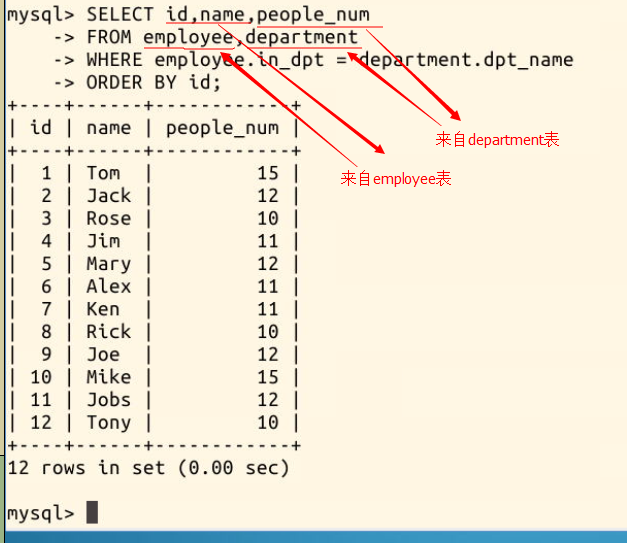 mysql> SELECT id,name,people_num
    -> FROM employee,department
    -> WHERE employee.in_dpt = department.dpt_name
    -> ORDER BY id;
+----+------+------------+
| id | name | people_num |
+----+------+------------+
|  1 | Tom  |         15 |
|  2 | Jack |         12 |
|  3 | Rose |         10 |
|  4 | Jim  |         11 |
|  5 | Mary |         12 |
|  6 | Alex |         11 |
|  7 | Ken  |         11 |
|  8 | Rick |         10 |
|  9 | Joe  |         12 |
| 10 | Mike |         15 |
| 11 | Jobs |         12 |
| 12 | Tony |         10 |
+----+------+------------+
12 rows in set (0.00 sec)
mysql>
来自department表
来自employee表